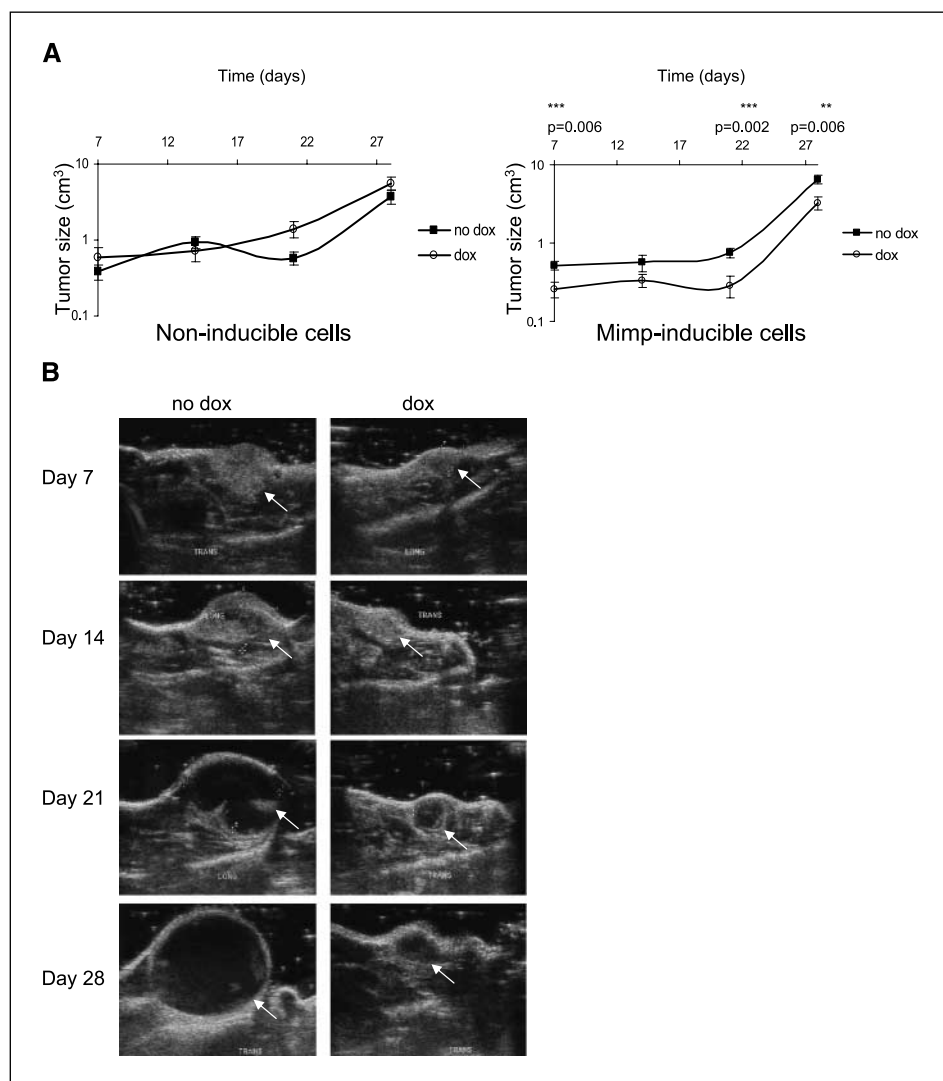 A
Time (days)
7 12 17 22 27
10
1
0.1
Tumor size (cm³)
no dox
dox
Non-inducible cells
Time (days)
*** *** **
p=0.006 p=0.002 p=0.006
7 12 17 22 27
10
1
0.1
Tumor size (cm³)
no dox
dox
Mimp-inducible cells
B
no dox dox
Day 7
TRANS LONG
Day 14
LONG TRANS
Day 21
LONG TRANS
Day 28
TRANS TRANS